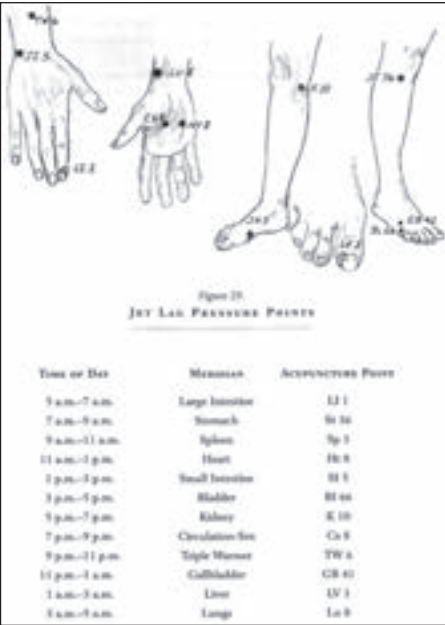 K 10
Figure 29.
JET LAG PRESSURE POINTS
TIME OF DAY MERIDIAN ACUPUNCTURE POINT
5 a.m.–7 a.m. Large Intestine LI 1
7 a.m.–9 a.m. Stomach St 36
9 a.m.–11 a.m. Spleen Sp 3
11 a.m.–1 p.m. Heart Ht 8
1 p.m.–3 p.m. Small Intestine SI 5
3 p.m.–5 p.m. Bladder Bl 66
5 p.m.–7 p.m. Kidney K 10
7 p.m.–9 p.m. Circulation-Sex Cs 8
9 p.m.–11 p.m. Triple Warmer TW 6
11 p.m.–1 a.m. Gallbladder GB 41
1 a.m.–3 a.m. Liver LV 1
3 a.m.–5 a.m. Lungs Lu 8